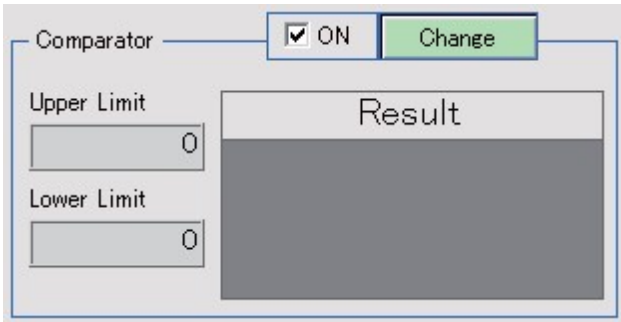 Comparator
ON
Change
Upper Limit
0
Lower Limit
0
Result